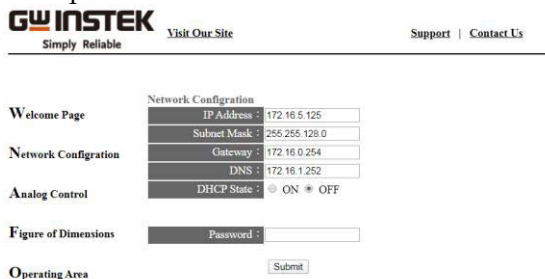 GW INSTEK
Simply Reliable
Visit Our Site
Support | Contact Us
Network Configration
Welcome Page
IP Address : 172.16.5.125
Subnet Mask : 255.255.128.0
Network Configration
Gateway : 172.16.0.254
DNS : 172.16.1.252
Analog Control
DHCP State : ON OFF
Figure of Dimensions
Password :
Operating Area
Submit